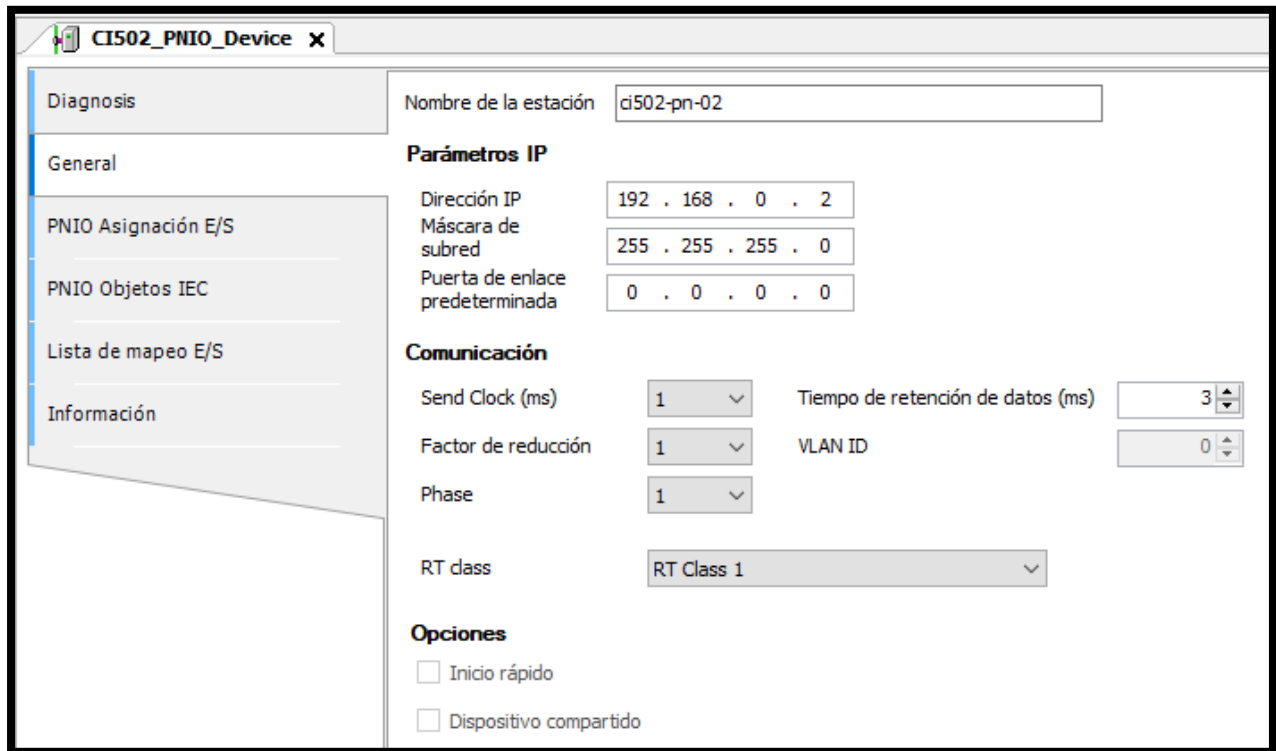 CI502_PNIO_Device
Diagnosis
General
PNIO Asignación E/S
PNIO Objetos IEC
Lista de mapeo E/S
Información
Nombre de la estación ci502-pn-02
Parámetros IP
Dirección IP 192 . 168 . 0 . 2
Máscara de
subred 255 . 255 . 255 . 0
Puerta de enlace
predeterminada 0 . 0 . 0 . 0
Comunicación
Send Clock (ms) 1 Tiempo de retención de datos (ms) 3
Factor de reducción 1 VLAN ID 0
Phase 1
RT class RT Class 1
Opciones
Inicio rápido
Dispositivo compartido